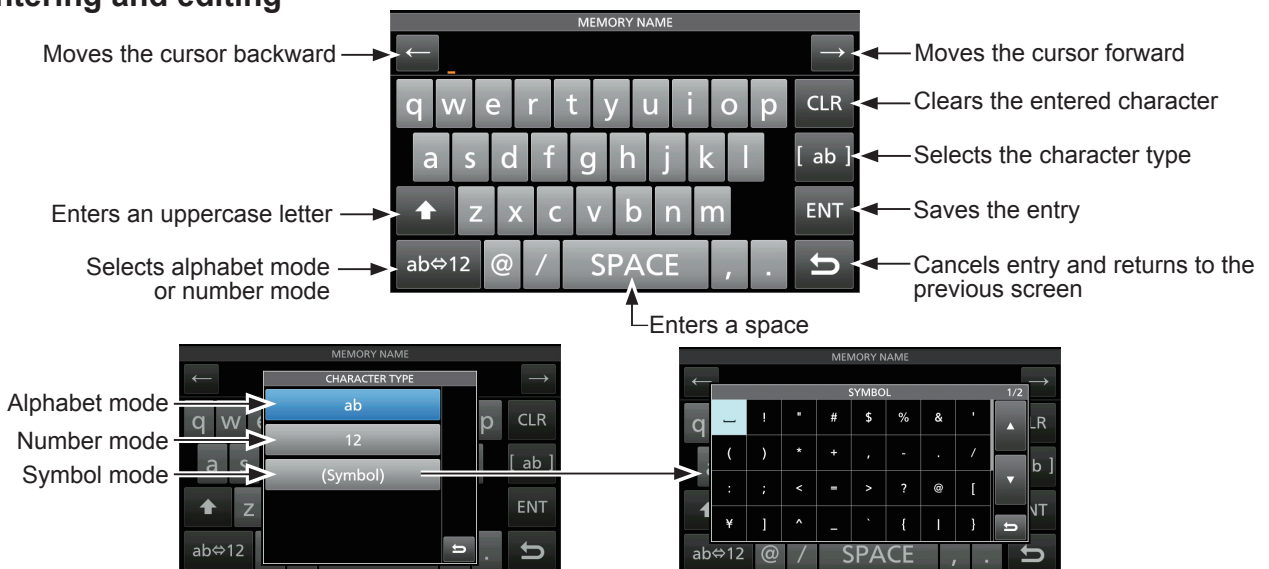 ntering and editing
MEMORY NAME
Moves the cursor backward
←
→
Moves the cursor forward
q w e r t y u i o p
CLR
Clears the entered character
a s d f g h j k l
[ ab ]
Selects the character type
Enters an uppercase letter
z x c v b n m
ENT
Saves the entry
Selects alphabet mode
or number mode
ab⇔12 @ / SPACE , .
Cancels entry and returns to the
previous screen
Enters a space
MEMORY NAME
← →
CHARACTER TYPE
Alphabet mode
ab
q w p CLR
Number mode
12
a s [ ab ]
Symbol mode
(Symbol)
z ENT
ab⇔12 .
MEMORY NAME
← →
SYMBOL 1/2
! " # $ % & '
q LR
( ) * + , - . /
b ]
: ; < = > ? @ [
NT
¥ ] ^ _ ` { | }
ab⇔12 @ / SPACE , .